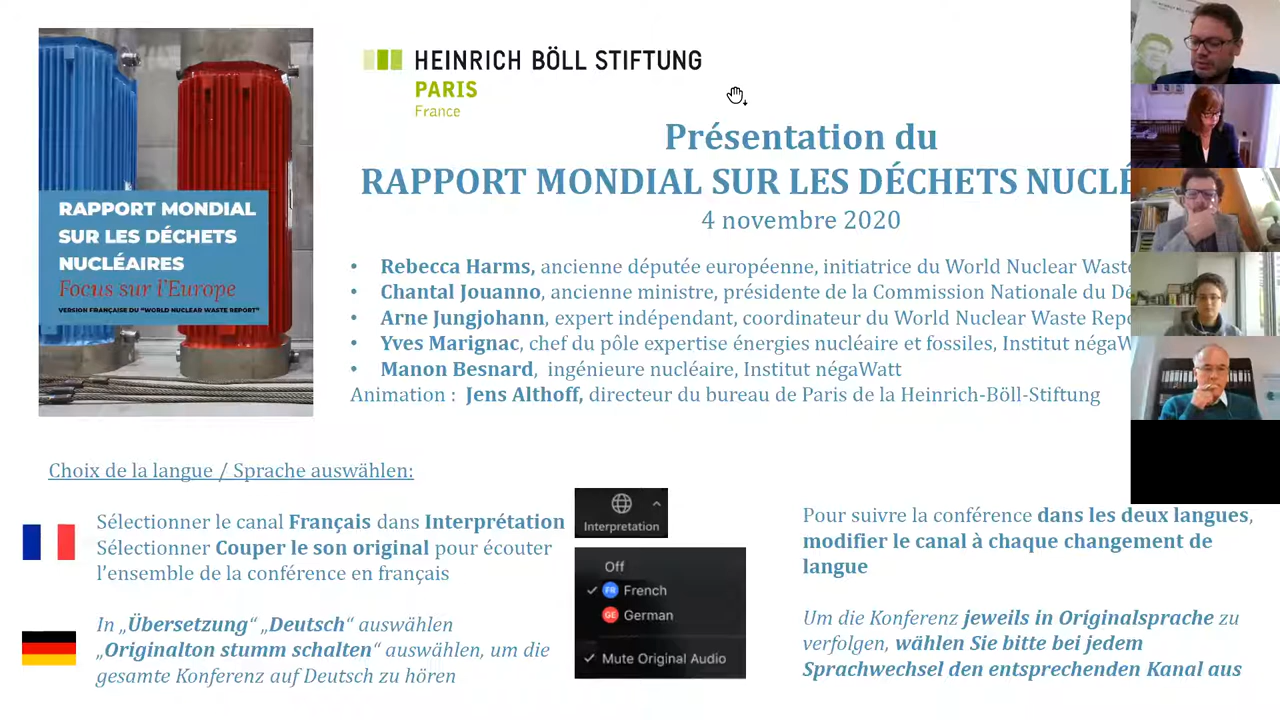 HEINRICH BÖLL STIFTUNG
PARIS
France
Présentation du
RAPPORT MONDIAL SUR LES DÉCHETS NUCLÉ
4 novembre 2020
RAPPORT MONDIAL
SUR LES DÉCHETS
NUCLÉAIRES
Focus sur l'Europe
VERSION FRANÇAISE DU "WORLD NUCLEAR WASTE REPORT"
• Rebecca Harms, ancienne députée européenne, initiatrice du World Nuclear Waste
• Chantal Jouanno, ancienne ministre, présidente de la Commission Nationale du Dé
• Arne Jungjohann, expert indépendant, coordinateur du World Nuclear Waste Repo
• Yves Marignac, chef du pôle expertise énergies nucléaire et fossiles, Institut négaW
• Manon Besnard, ingénieure nucléaire, Institut négaWatt
Animation : Jens Althoff, directeur du bureau de Paris de la Heinrich-Böll-Stiftung
Choix de la langue / Sprache auswählen:
Sélectionner le canal Français dans Interprétation
Sélectionner Couper le son original pour écouter
l'ensemble de la conférence en français
In „Übersetzung“ „Deutsch“ auswählen
„Originalton stumm schalten“ auswählen, um die
gesamte Konferenz auf Deutsch zu hören
Interpretation
Off
FR French
GE German
Mute Original Audio
Pour suivre la conférence dans les deux langues,
modifier le canal à chaque changement de
langue
Um die Konferenz jeweils in Originalsprache zu
verfolgen, wählen Sie bitte bei jedem
Sprachwechsel den entsprechenden Kanal aus